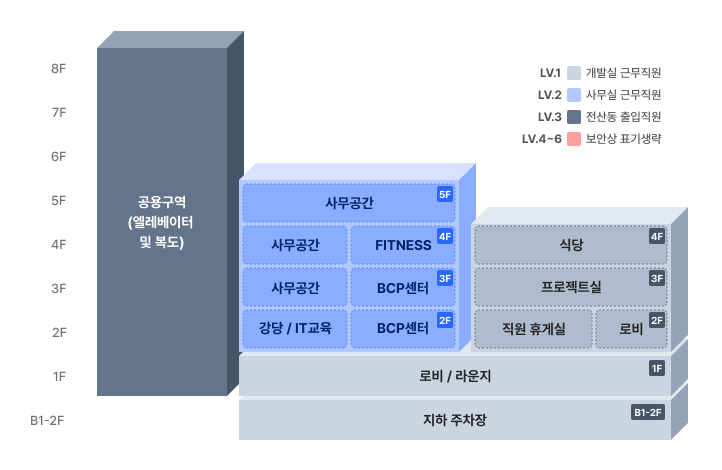 8F
7F
6F
5F
4F
3F
2F
1F
B1-2F
공용구역
(엘레베이터
및 복도)
LV.1 개발실 근무직원
LV.2 사무실 근무직원
LV.3 전산동 출입직원
LV.4~6 보안상 표기생략
사무공간 5F
사무공간 FITNESS 4F
사무공간 BCP센터 3F
강당 / IT교육 BCP센터 2F
식당 4F
프로젝트실 3F
직원 휴게실 로비 2F
로비 / 라운지 1F
지하 주차장 B1-2F